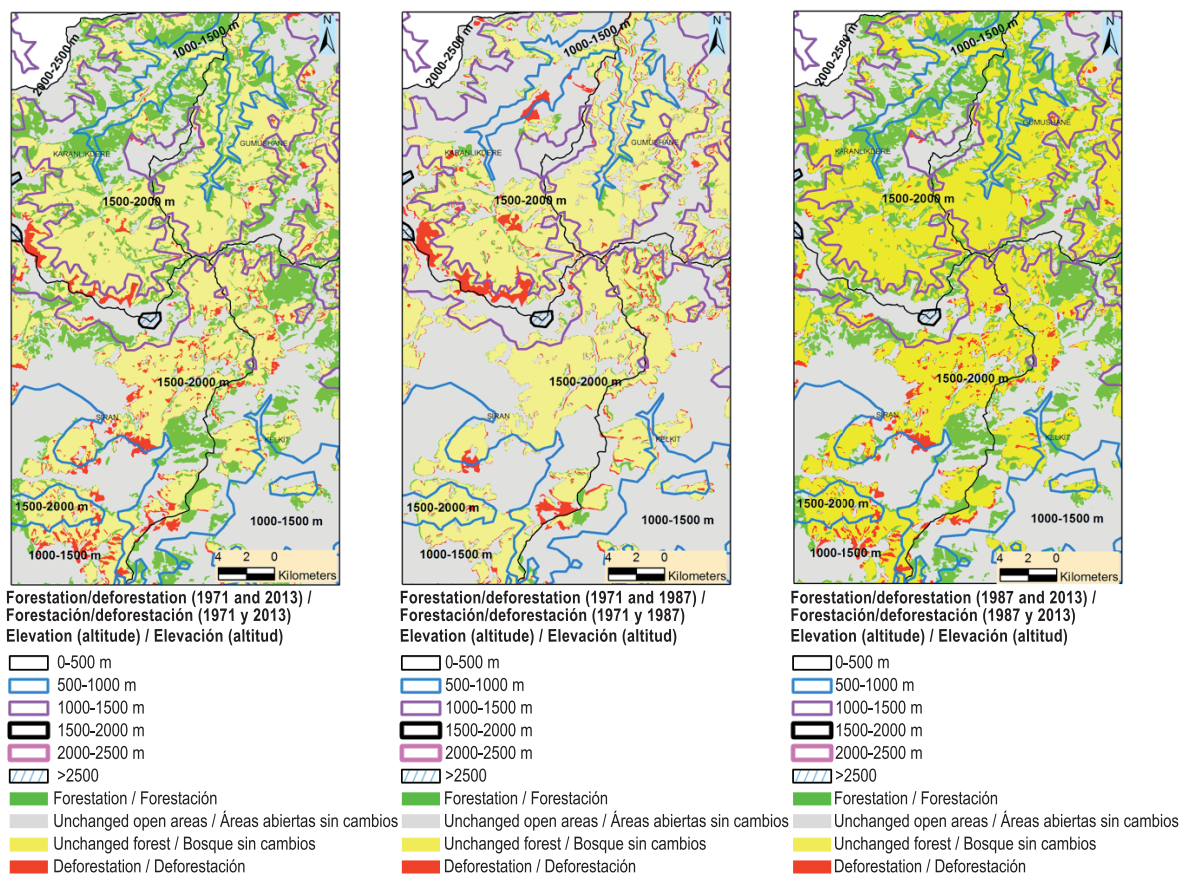 N
2000-2500 m
1000-1500 m
KARANLIKDERE
GUMUSHANE
1500-2000 m
1500-2000 m
SIRAN
KELKIT
1500-2000 m
1000-1500 m
1000-1500 m
4 2 0
Kilometers
Forestation/deforestation (1971 and 2013) /
Forestación/deforestación (1971 y 2013)
Elevation (altitude) / Elevación (altitud)
0-500 m
500-1000 m
1000-1500 m
1500-2000 m
2000-2500 m
>2500
Forestation / Forestación
Unchanged open areas / Áreas abiertas sin cambios
Unchanged forest / Bosque sin cambios
Deforestation / Deforestación
N
2000-2500 m
1000-1500 m
KARANLIKDERE
GUMUSHANE
1500-2000 m
1500-2000 m
SIRAN
KELKIT
1500-2000 m
1000-1500 m
1000-1500 m
4 2 0
Kilometers
Forestation/deforestation (1971 and 1987) /
Forestación/deforestación (1971 y 1987)
Elevation (altitude) / Elevación (altitud)
0-500 m
500-1000 m
1000-1500 m
1500-2000 m
2000-2500 m
>2500
Forestation / Forestación
Unchanged open areas / Áreas abiertas sin cambios
Unchanged forest / Bosque sin cambios
Deforestation / Deforestación
N
2000-2500 m
1000-1500 m
GUMUSHANE
KARANLIKDERE
1500-2000 m
1500-2000 m
SIRAN
KELKIT
1500-2000 m
1000-1500 m
1000-1500 m
4 2 0
Kilometers
Forestation/deforestation (1987 and 2013) /
Forestación/deforestación (1987 y 2013)
Elevation (altitude) / Elevación (altitud)
0-500 m
500-1000 m
1000-1500 m
1500-2000 m
2000-2500 m
>2500
Forestation / Forestación
Unchanged open areas / Áreas abiertas sin cambios
Unchanged forest / Bosque sin cambios
Deforestation / Deforestación